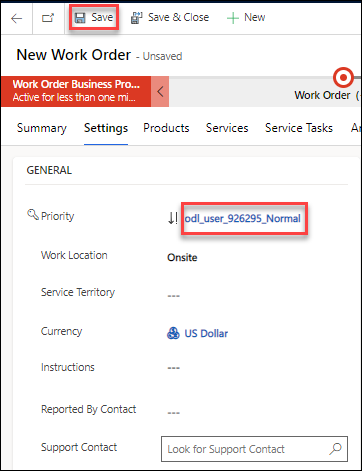 Save Save & Close New
New Work Order - Unsaved
Work Order Business Pro...
Active for less than one mi...
Work Order (
Summary Settings Products Services Service Tasks
GENERAL
Priority odl_user_926295_Normal
Work Location Onsite
Service Territory ---
Currency US Dollar
Instructions ---
Reported By Contact ---
Support Contact Look for Support Contact